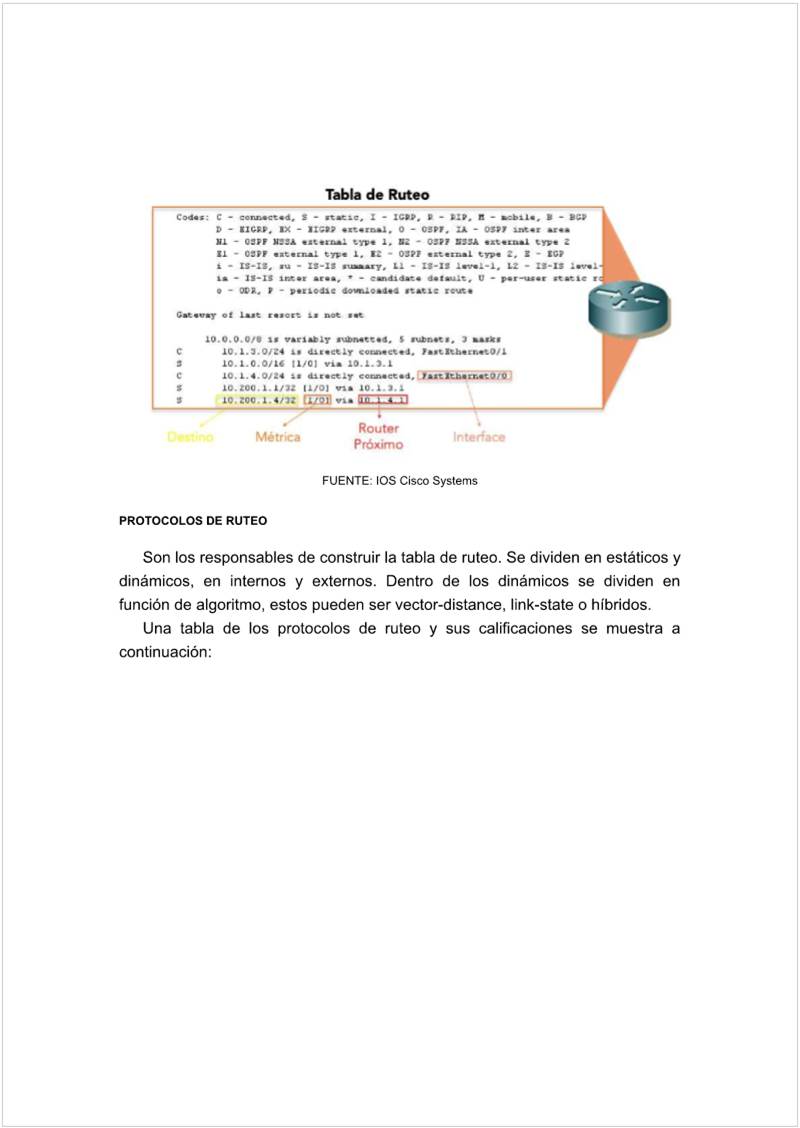 Tabla de Ruteo
Codes: C - connected, S - static, I - IGRP, R - RIP, M - mobile, B - BGP
D - EIGRP, EX - EIGRP external, O - OSPF, IA - OSPF inter area
N1 - OSPF NSSA external type 1, N2 - OSPF NSSA external type 2
E1 - OSPF external type 1, E2 - OSPF external type 2, E - EGP
i - IS-IS, su - IS-IS summary, L1 - IS-IS level-1, L2 - IS-IS level-
ia - IS-IS inter area, * - candidate default, U - per-user static ro
o - ODR, P - periodic downloaded static route
Gateway of last resort is not set
10.0.0.0/8 is variably subnetted, 5 subnets, 3 masks
C 10.1.3.0/24 is directly connected, FastEthernet0/1
S 10.1.0.0/16 [1/0] via 10.1.3.1
C 10.1.4.0/24 is directly connected, FastEthernet0/0
S 10.200.1.1/32 [1/0] via 10.1.3.1
S 10.200.1.4/32 [1/0] via 10.1.4.1
Destino Métrica Router Próximo Interface
FUENTE: IOS Cisco Systems
PROTOCOLOS DE RUTEO
Son los responsables de construir la tabla de ruteo. Se dividen en estáticos y
dinámicos, en internos y externos. Dentro de los dinámicos se dividen en
función de algoritmo, estos pueden ser vector-distance, link-state o híbridos.
Una tabla de los protocolos de ruteo y sus calificaciones se muestra a
continuación: